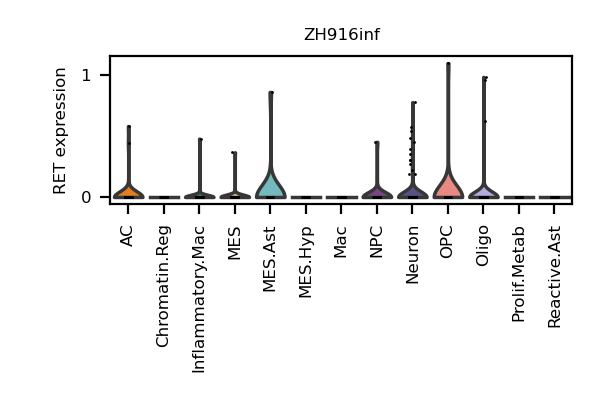 ZH916inf
RET expression
1
0
AC
Chromatin.Reg
Inflammatory.Mac
MES
MES.Ast
MES.Hyp
Mac
NPC
Neuron
OPC
Oligo
Prolif.Metab
Reactive.Ast